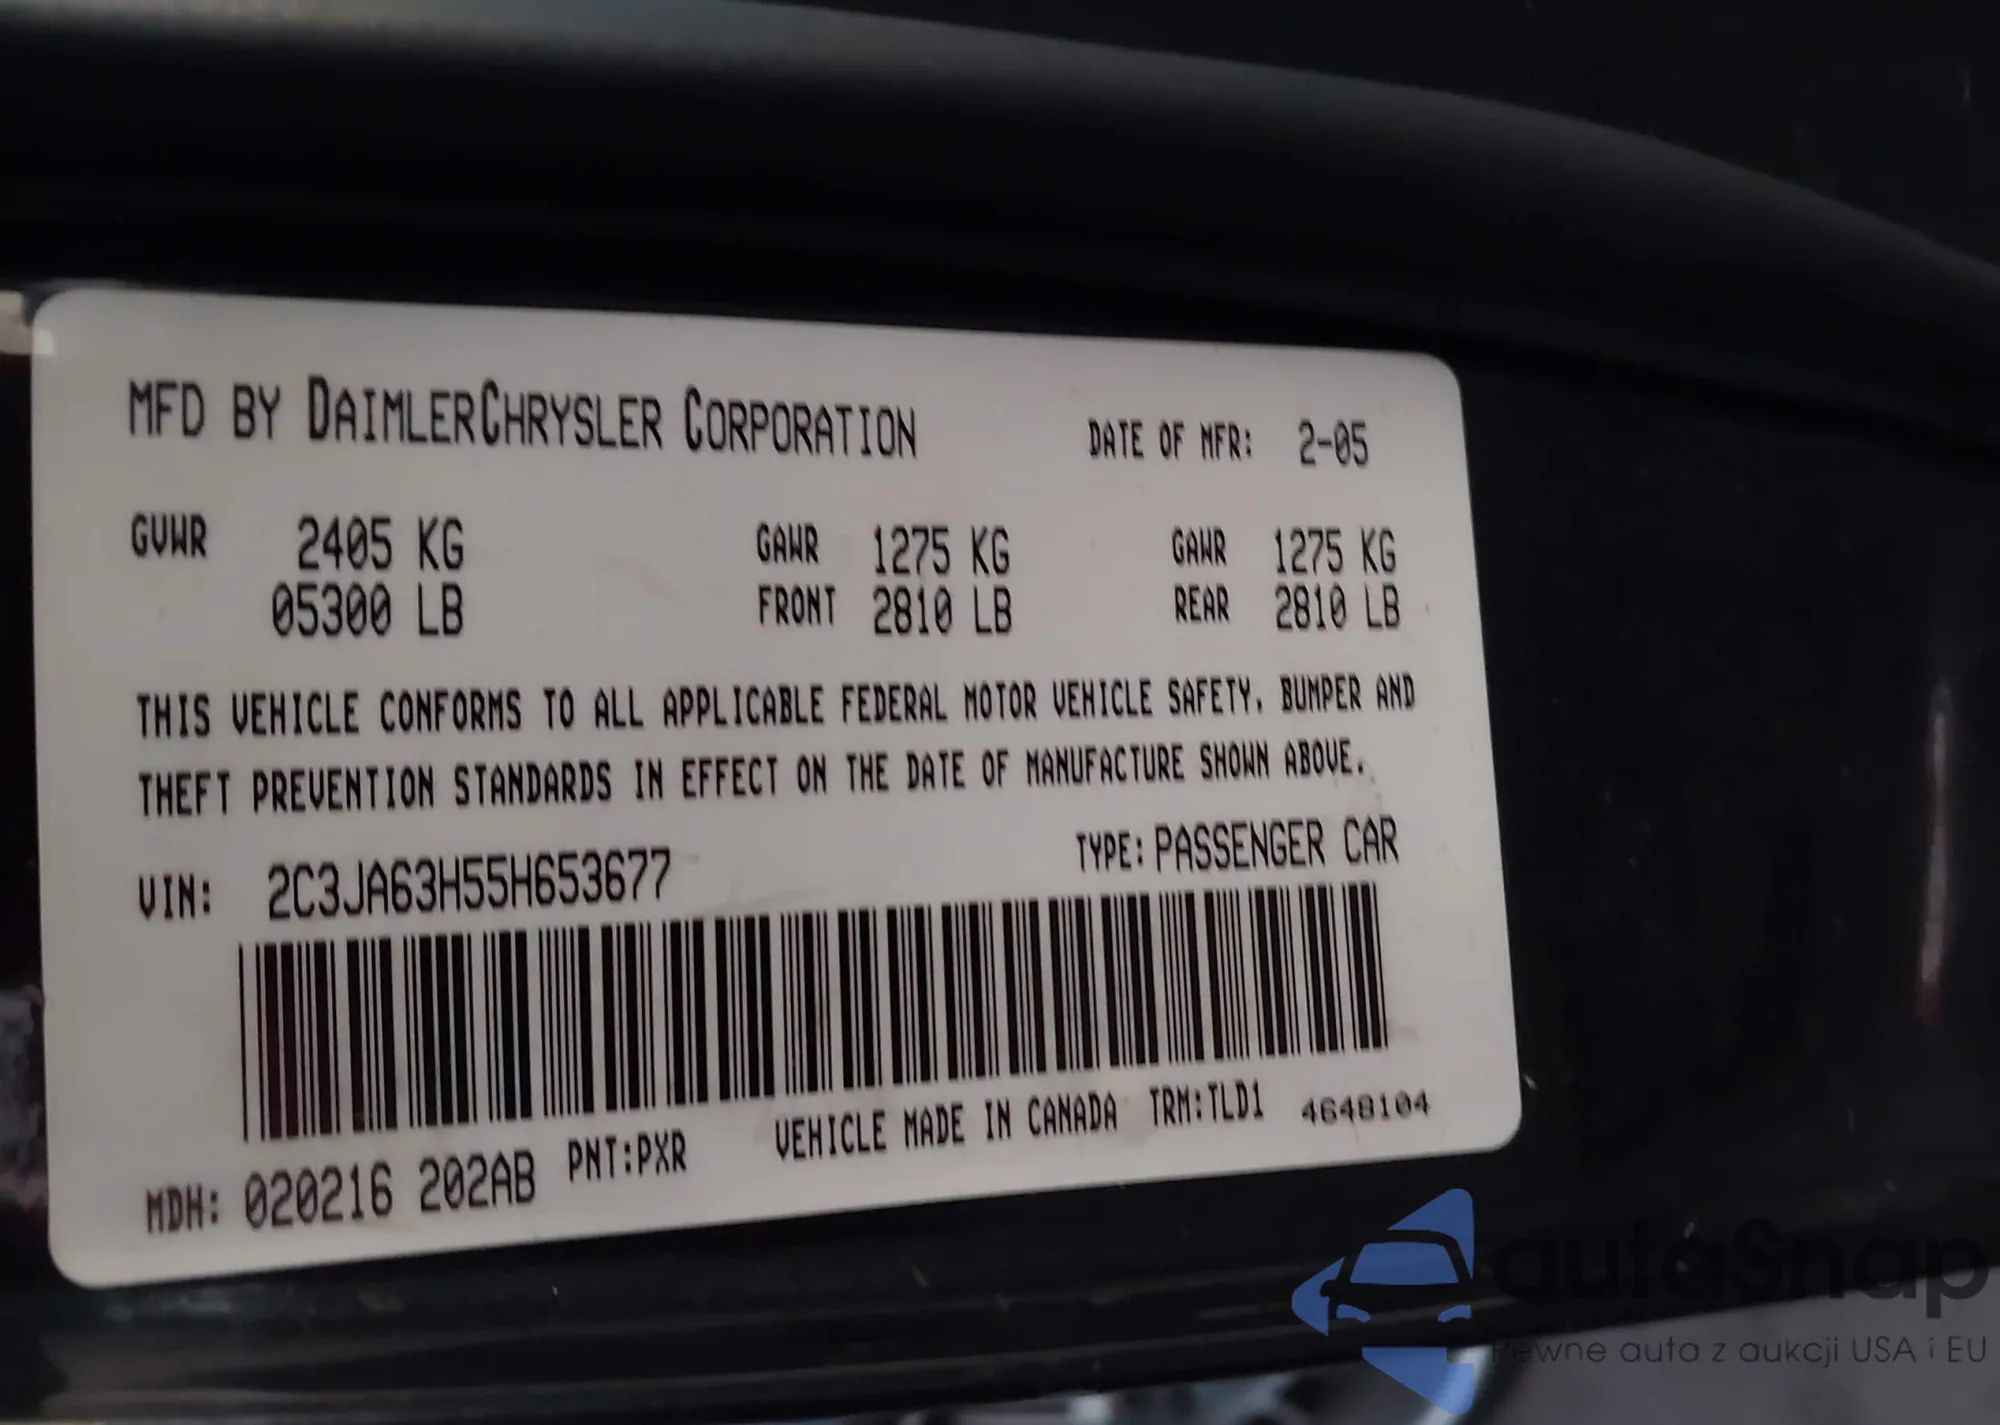 MFD BY DAIMLERCHRYSLER CORPORATION DATE OF MFR: 2-05
GVWR 2405 KG GAWR 1275 KG GAWR 1275 KG
05300 LB FRONT 2810 LB REAR 2810 LB
THIS VEHICLE CONFORMS TO ALL APPLICABLE FEDERAL MOTOR VEHICLE SAFETY, BUMPER AND
THEFT PREVENTION STANDARDS IN EFFECT ON THE DATE OF MANUFACTURE SHOWN ABOVE.
VIN: 2C3JA63H55H653677 TYPE: PASSENGER CAR
MDH: 020216 202AB PNT:PXR VEHICLE MADE IN CANADA TRM:TLD1 4648104
autaSnap
Pewne auta z aukcji USA i EU